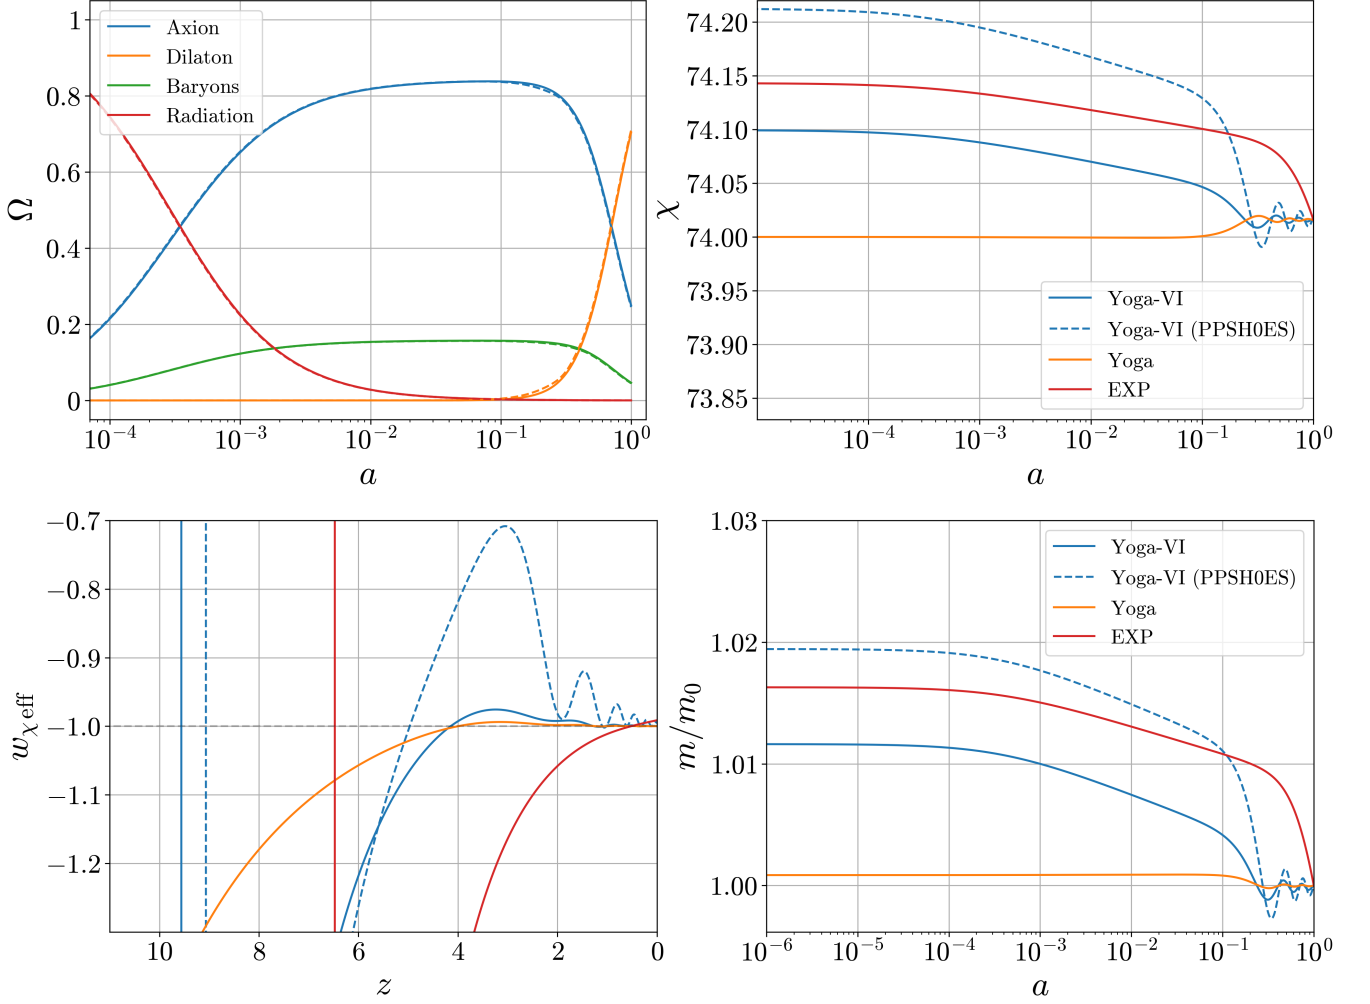 Axion
Dilaton
Baryons
Radiation
1
0.8
0.6
0.4
0.2
0
Ω
10⁻⁴ 10⁻³ 10⁻² 10⁻¹ 10⁰
a
74.20
74.15
74.10
74.05
74.00
73.95
73.90
73.85
χ
Yoga-VI
Yoga-VI (PPSH0ES)
Yoga
EXP
10⁻⁴ 10⁻³ 10⁻² 10⁻¹ 10⁰
a
−0.7
−0.8
−0.9
−1.0
−1.1
−1.2
w_χ eff
10 8 6 4 2 0
z
1.03
1.02
1.01
1.00
m/m₀
Yoga-VI
Yoga-VI (PPSH0ES)
Yoga
EXP
10⁻⁶ 10⁻⁵ 10⁻⁴ 10⁻³ 10⁻² 10⁻¹ 10⁰
a